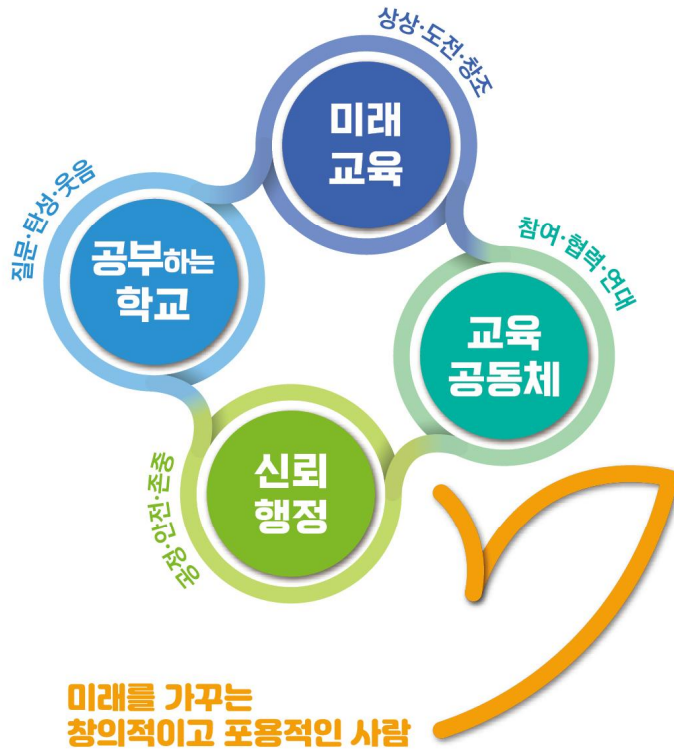 상상·도전·창조
미래
교육
질문·탄성·웃음
공부하는
학교
참여·협력·연대
교육
공동체
공정·안전·존중
신뢰
행정
미래를 가꾸는
창의적이고 포용적인 사람